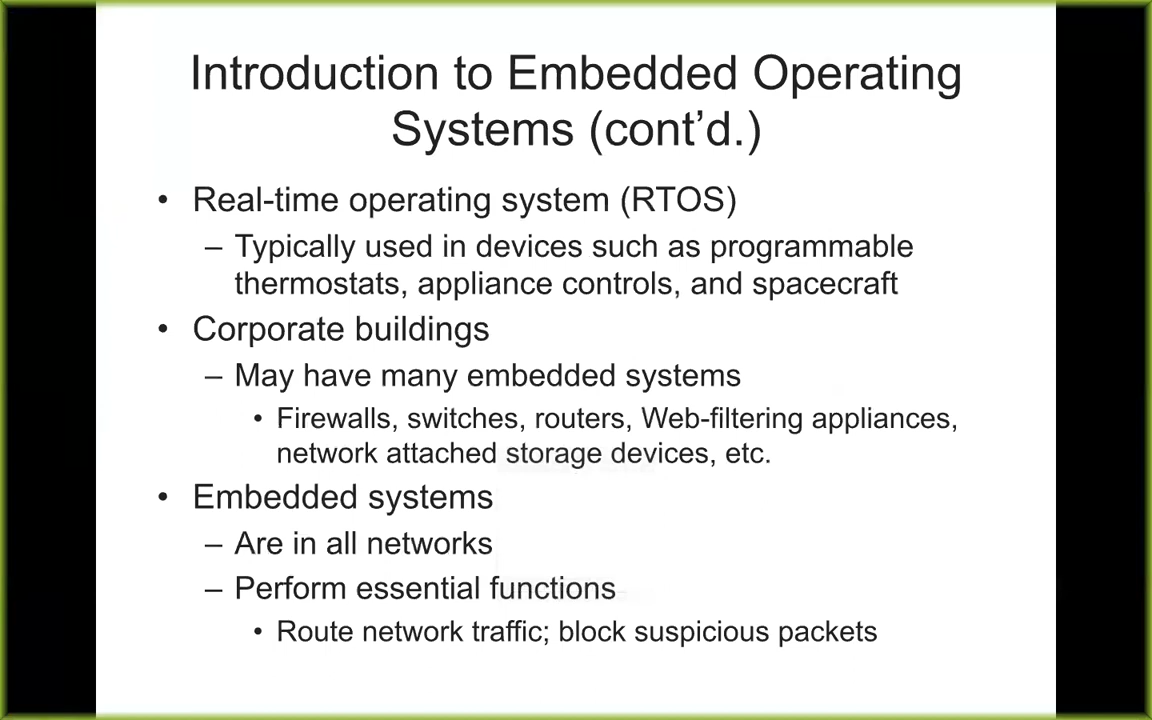 Introduction to Embedded Operating
Systems (cont’d.)
• Real-time operating system (RTOS)
– Typically used in devices such as programmable
thermostats, appliance controls, and spacecraft
• Corporate buildings
– May have many embedded systems
• Firewalls, switches, routers, Web-filtering appliances,
network attached storage devices, etc.
• Embedded systems
– Are in all networks
– Perform essential functions
• Route network traffic; block suspicious packets